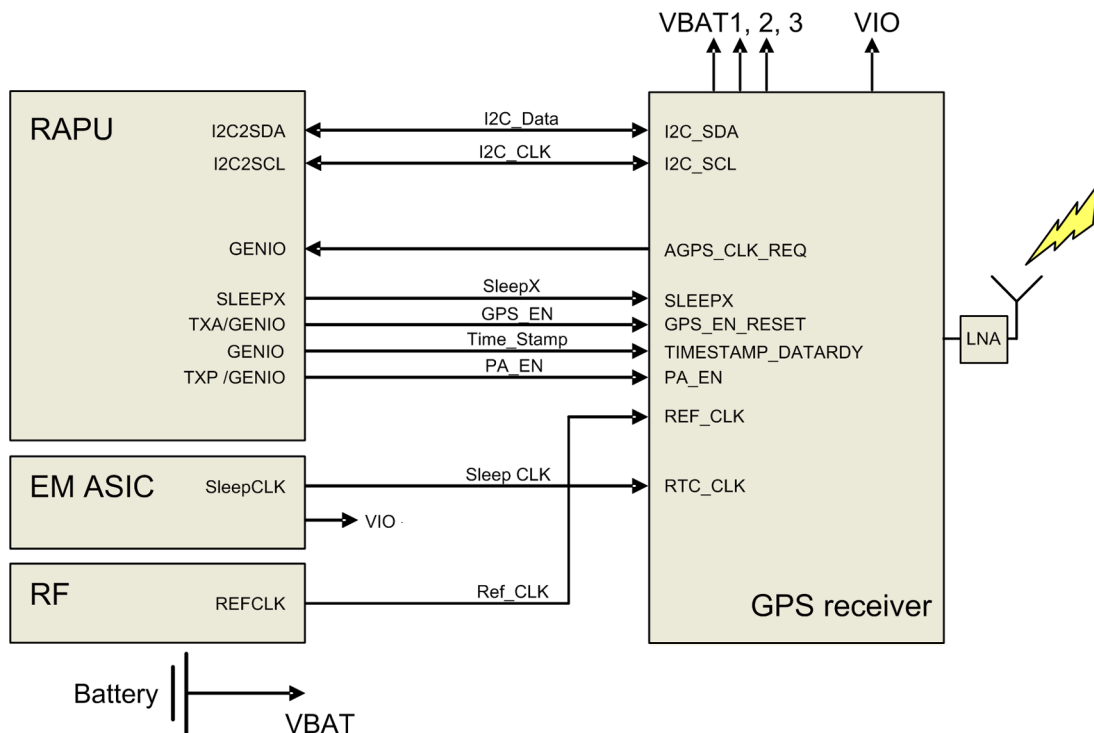 VBAT1, 2, 3
VIO
RAPU
I2C2SDA
I2C_Data
I2C_SDA
I2C2SCL
I2C_CLK
I2C_SCL
GENIO
AGPS_CLK_REQ
SLEEPX
SleepX
SLEEPX
TXA/GENIO
GPS_EN
GPS_EN_RESET
GENIO
Time_Stamp
TIMESTAMP_DATARDY
TXP /GENIO
PA_EN
PA_EN
LNA
REF_CLK
EM ASIC
SleepCLK
Sleep CLK
RTC_CLK
VIO
RF
REFCLK
Ref_CLK
GPS receiver
Battery
VBAT